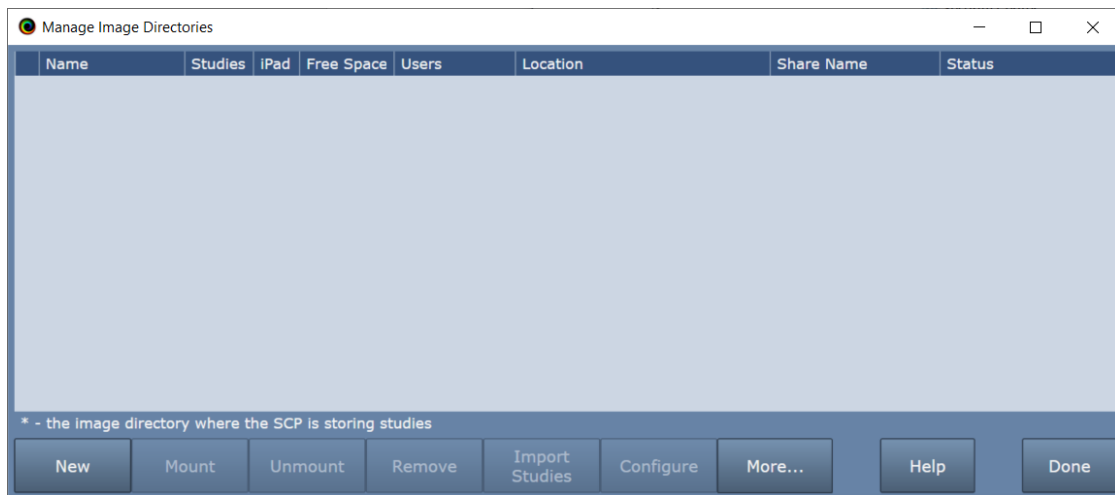 Manage Image Directories
Name Studies iPad Free Space Users Location Share Name Status
* - the image directory where the SCP is storing studies
New Mount Unmount Remove Import Studies Configure More... Help Done